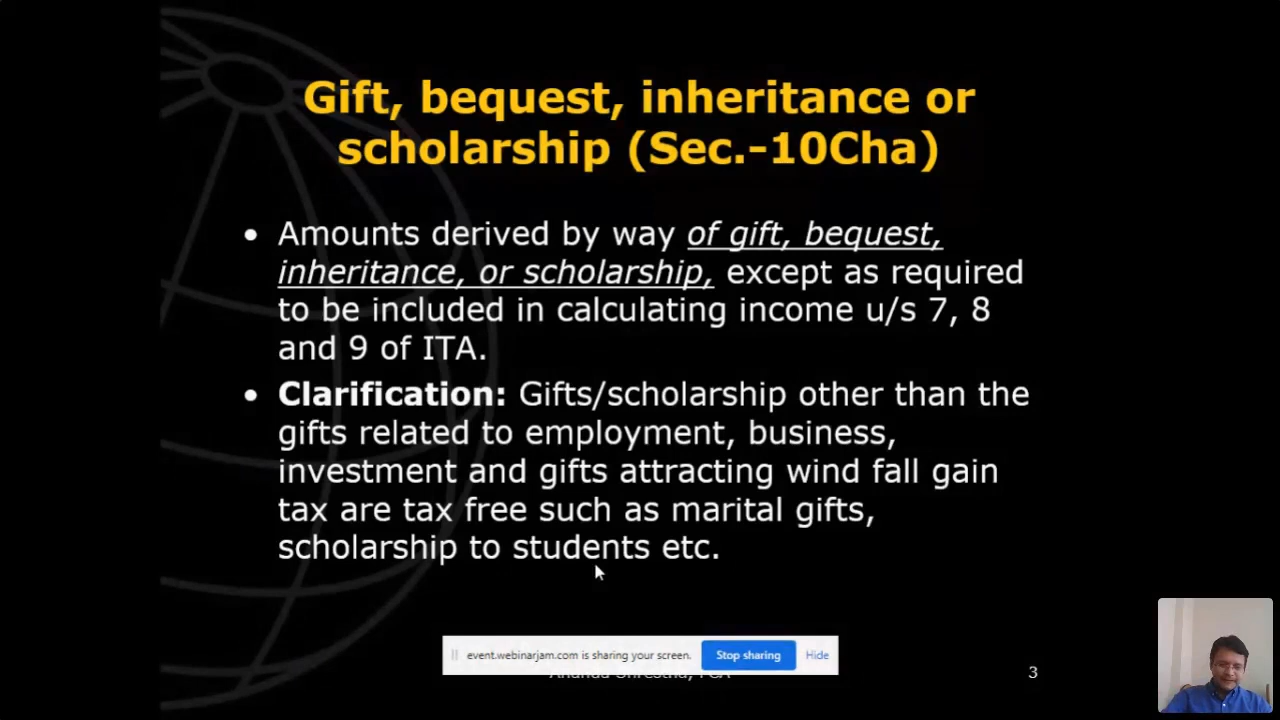 Gift, bequest, inheritance or
scholarship (Sec.-10Cha)
• Amounts derived by way of gift, bequest,
inheritance, or scholarship, except as required
to be included in calculating income u/s 7, 8
and 9 of ITA.
• Clarification: Gifts/scholarship other than the
gifts related to employment, business,
investment and gifts attracting wind fall gain
tax are tax free such as marital gifts,
scholarship to students etc.
event.webinarjam.com is sharing your screen. Stop sharing Hide
3